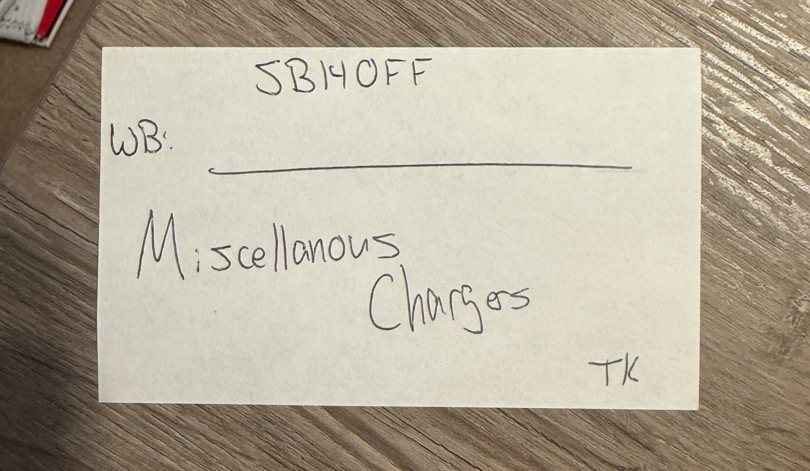 SB14OFF
WB:
Miscellanous
Chargers
TK